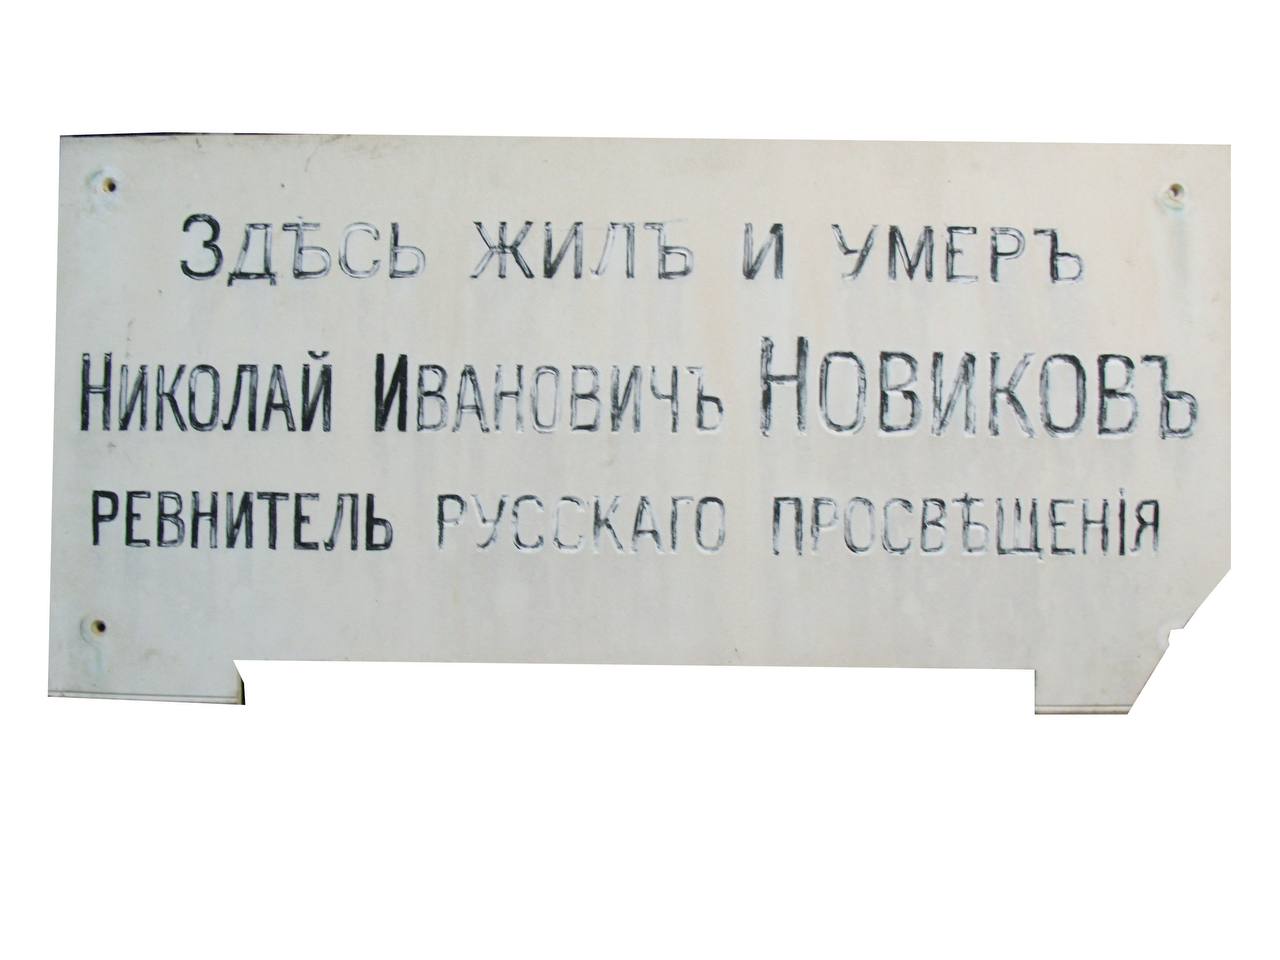 Здѣсь жилъ и умеръ
Николай Ивановичъ Новиковъ
ревнитель русскаго просвѣщенія